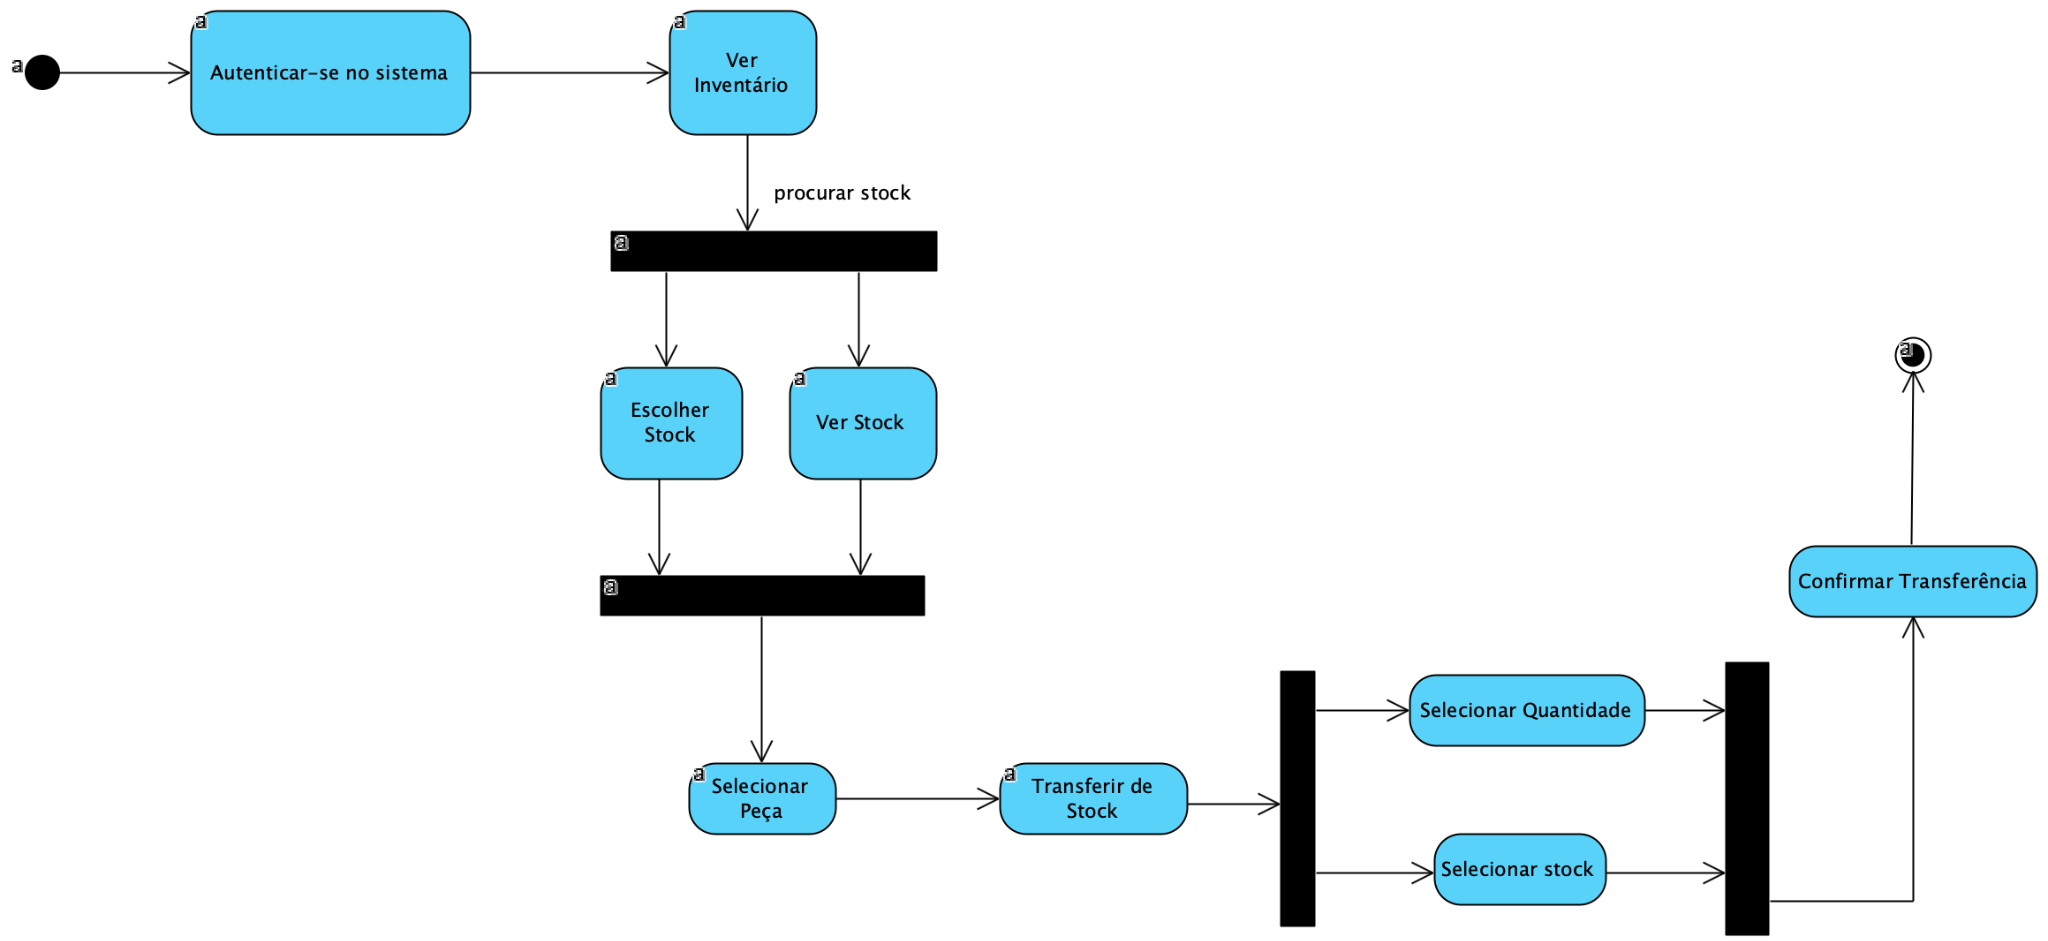 a
a
Autenticar-se no sistema
a
Ver
Inventário
procurar stock
a
a
Escolher
Stock
a
Ver Stock
a
a
Selecionar
Peça
a
Transferir de
Stock
Selecionar Quantidade
Selecionar stock
Confirmar Transferência
a